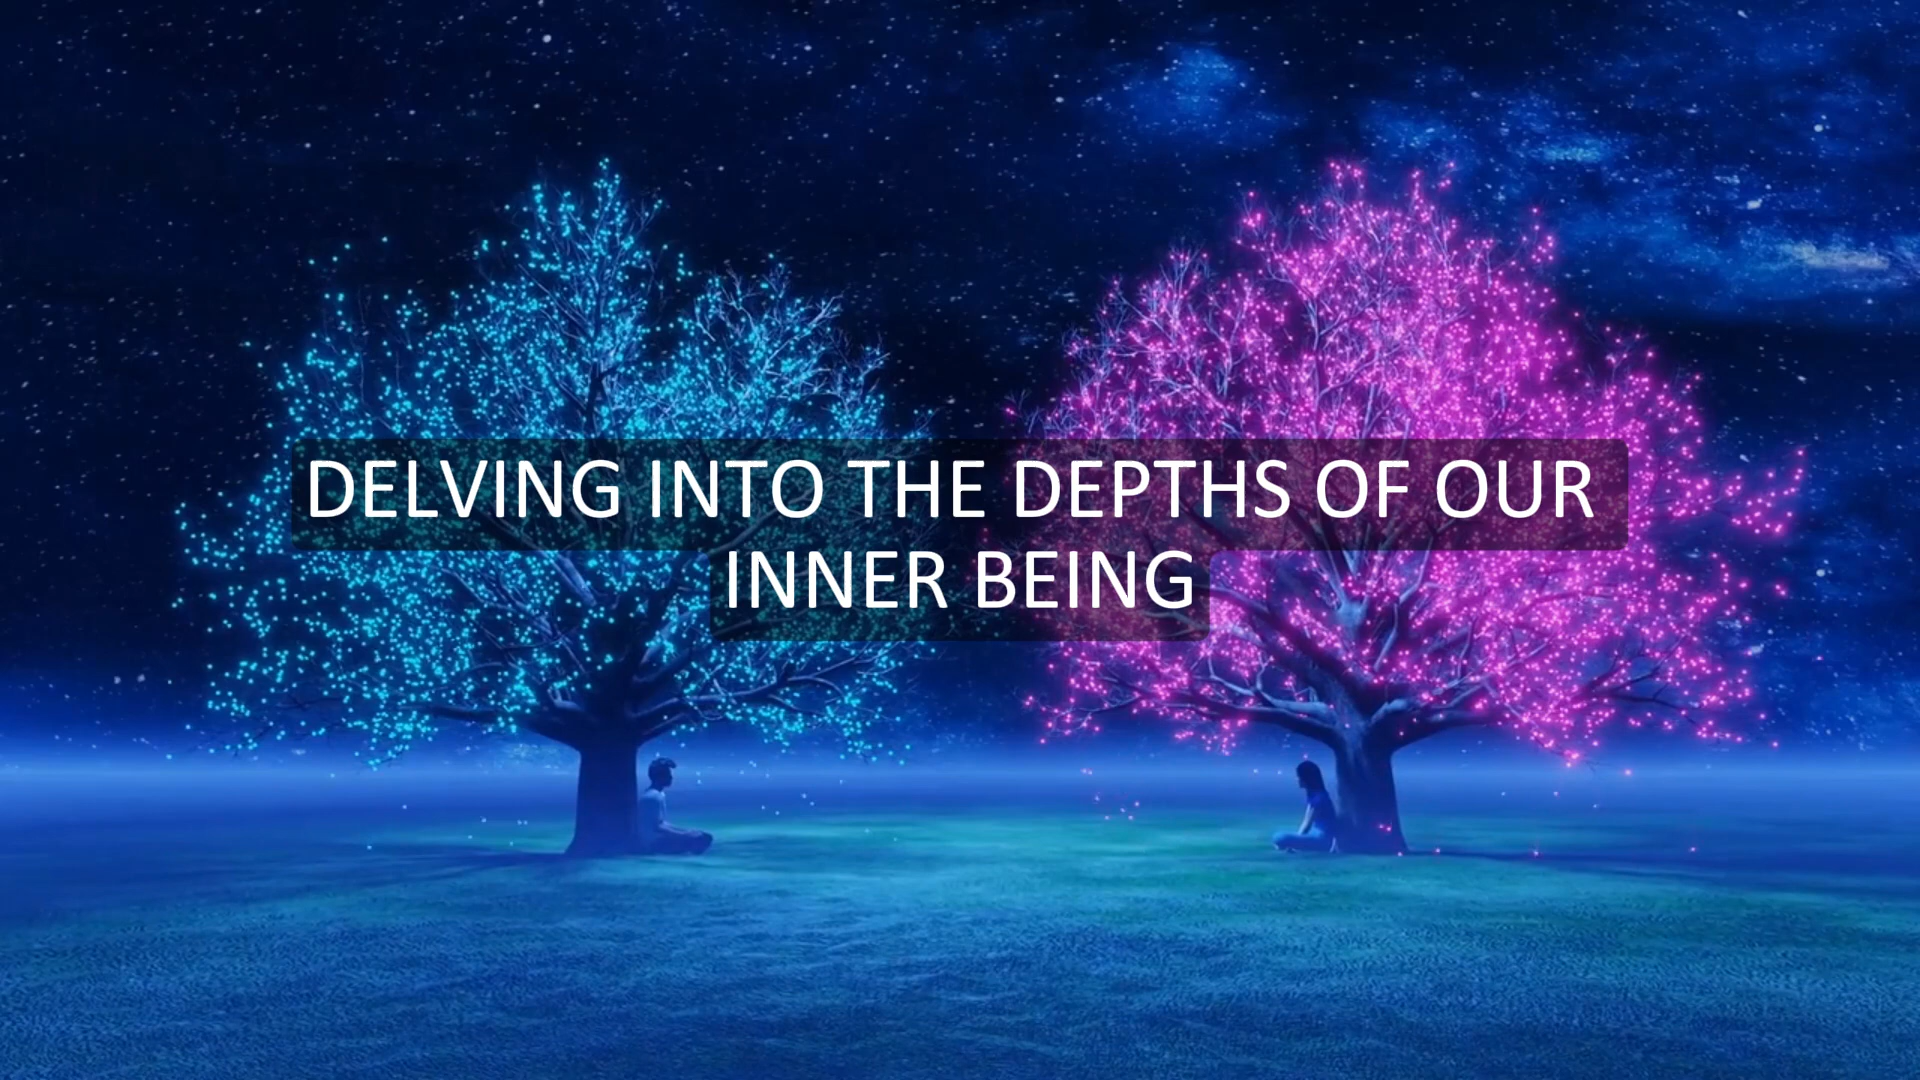 DELVING INTO THE DEPTHS OF OUR
INNER BEING